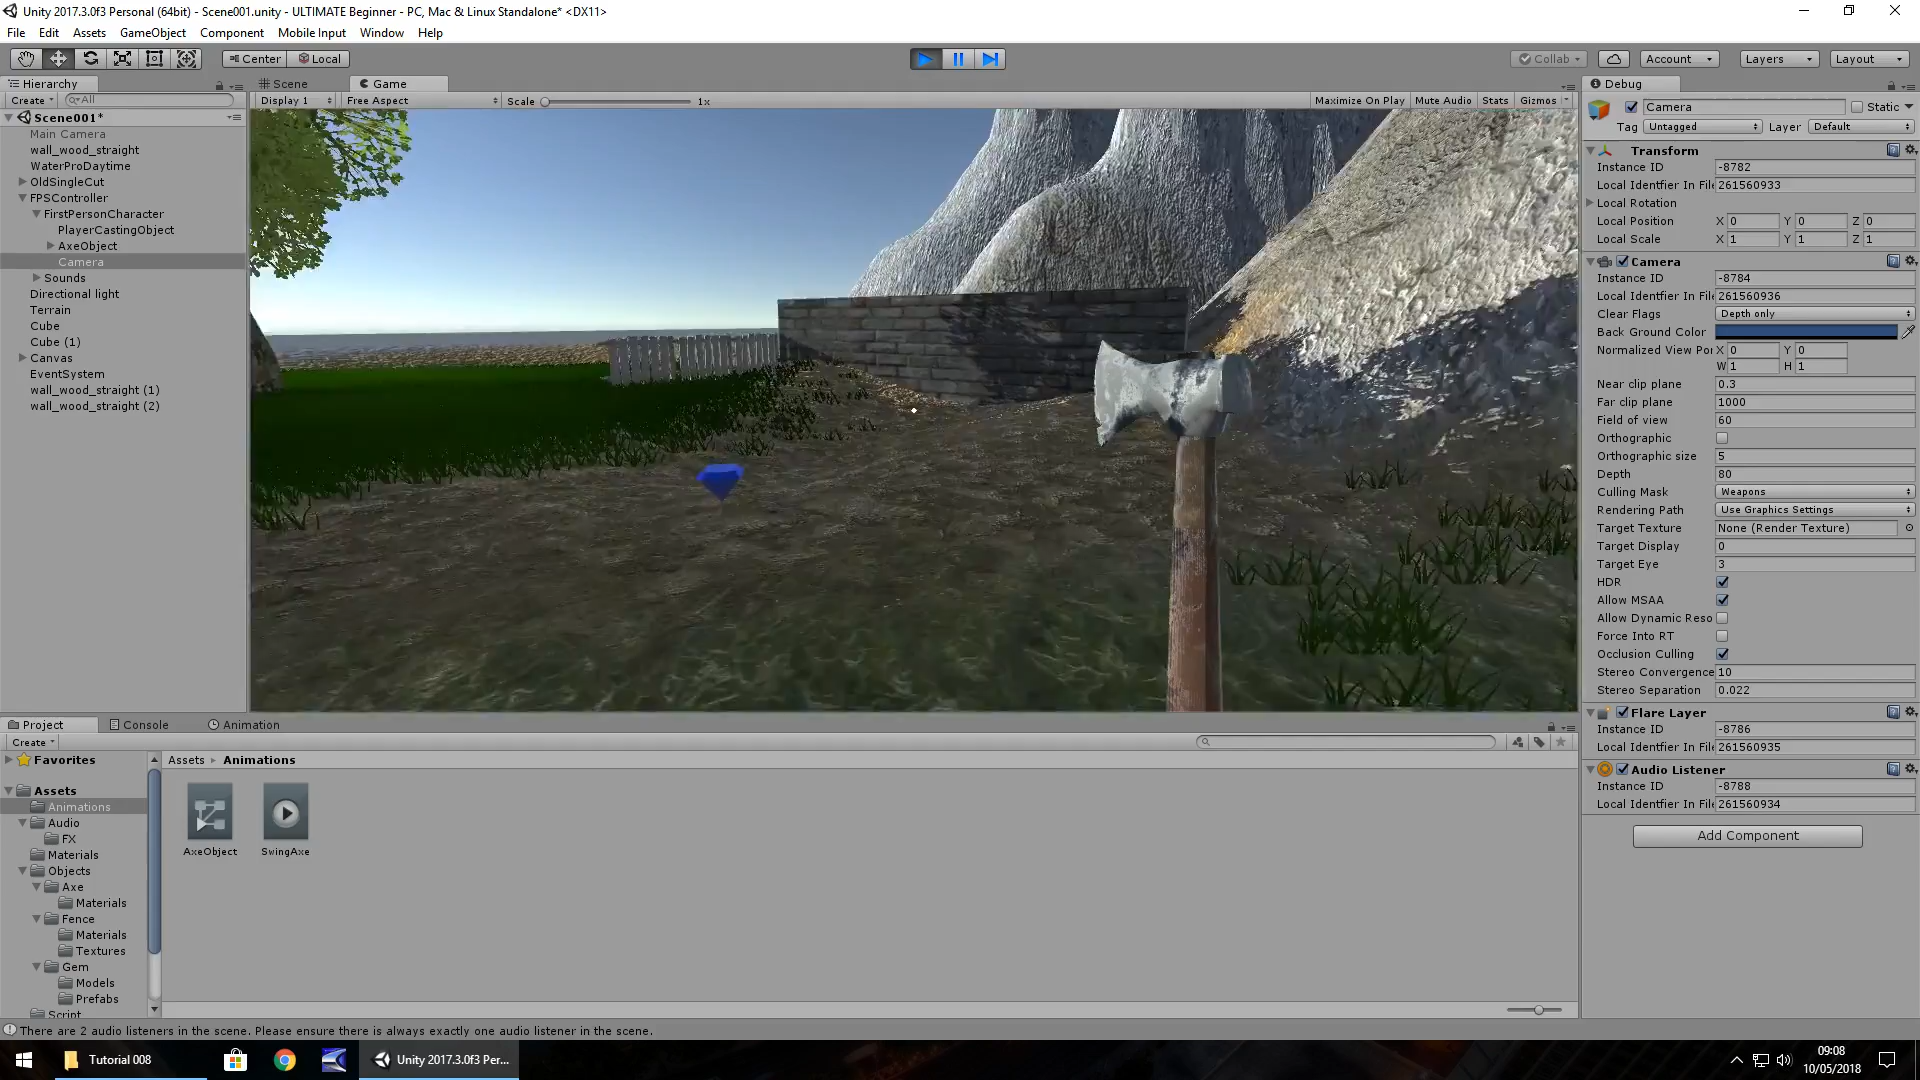 Unity 2017.3.0f3 Personal (64bit) - Scene001.unity - ULTIMATE Beginner - PC, Mac & Linux Standalone* <DX11>
File Edit Assets GameObject Component Mobile Input Window Help
Center Local Collab Account Layers Layout
Hierarchy
Create All
Scene001*
Main Camera
wall_wood_straight
WaterProDaytime
OldSingleCut
FPSController
FirstPersonCharacter
PlayerCastingObject
AxeObject
Camera
Sounds
Directional light
Terrain
Cube
Cube (1)
Canvas
EventSystem
wall_wood_straight (1)
wall_wood_straight (2)
Scene Game
Display 1 Free Aspect Scale 1x Maximize On Play Mute Audio Stats Gizmos
Debug
Camera Static
Tag Untagged Layer Default
Transform
Instance ID -8782
Local Identfier In File 261560933
Local Rotation
Local Position X 0 Y 0 Z 0
Local Scale X 1 Y 1 Z 1
Camera
Instance ID -8784
Local Identfier In File 261560936
Clear Flags Depth only
Back Ground Color
Normalized View Por X 0 Y 0
W 1 H 1
Near clip plane 0.3
Far clip plane 1000
Field of view 60
Orthographic
Orthographic size 5
Depth 80
Culling Mask Weapons
Rendering Path Use Graphics Settings
Target Texture None (Render Texture)
Target Display 0
Target Eye 3
HDR
Allow MSAA
Allow Dynamic Reso
Force Into RT
Occlusion Culling
Stereo Convergence 10
Stereo Separation 0.022
Flare Layer
Instance ID -8786
Local Identfier In File 261560935
Audio Listener
Instance ID -8788
Local Identfier In File 261560934
Add Component
Project Console Animation
Create
Favorites
Assets
Animations
Audio
FX
Materials
Objects
Axe
Materials
Fence
Materials
Textures
Gem
Models
Prefabs
Script
Assets Animations
AxeObject SwingAxe
There are 2 audio listeners in the scene. Please ensure there is always exactly one audio listener in the scene.
Tutorial 008
Unity 2017.3.0f3 Per...
09:08
10/05/2018